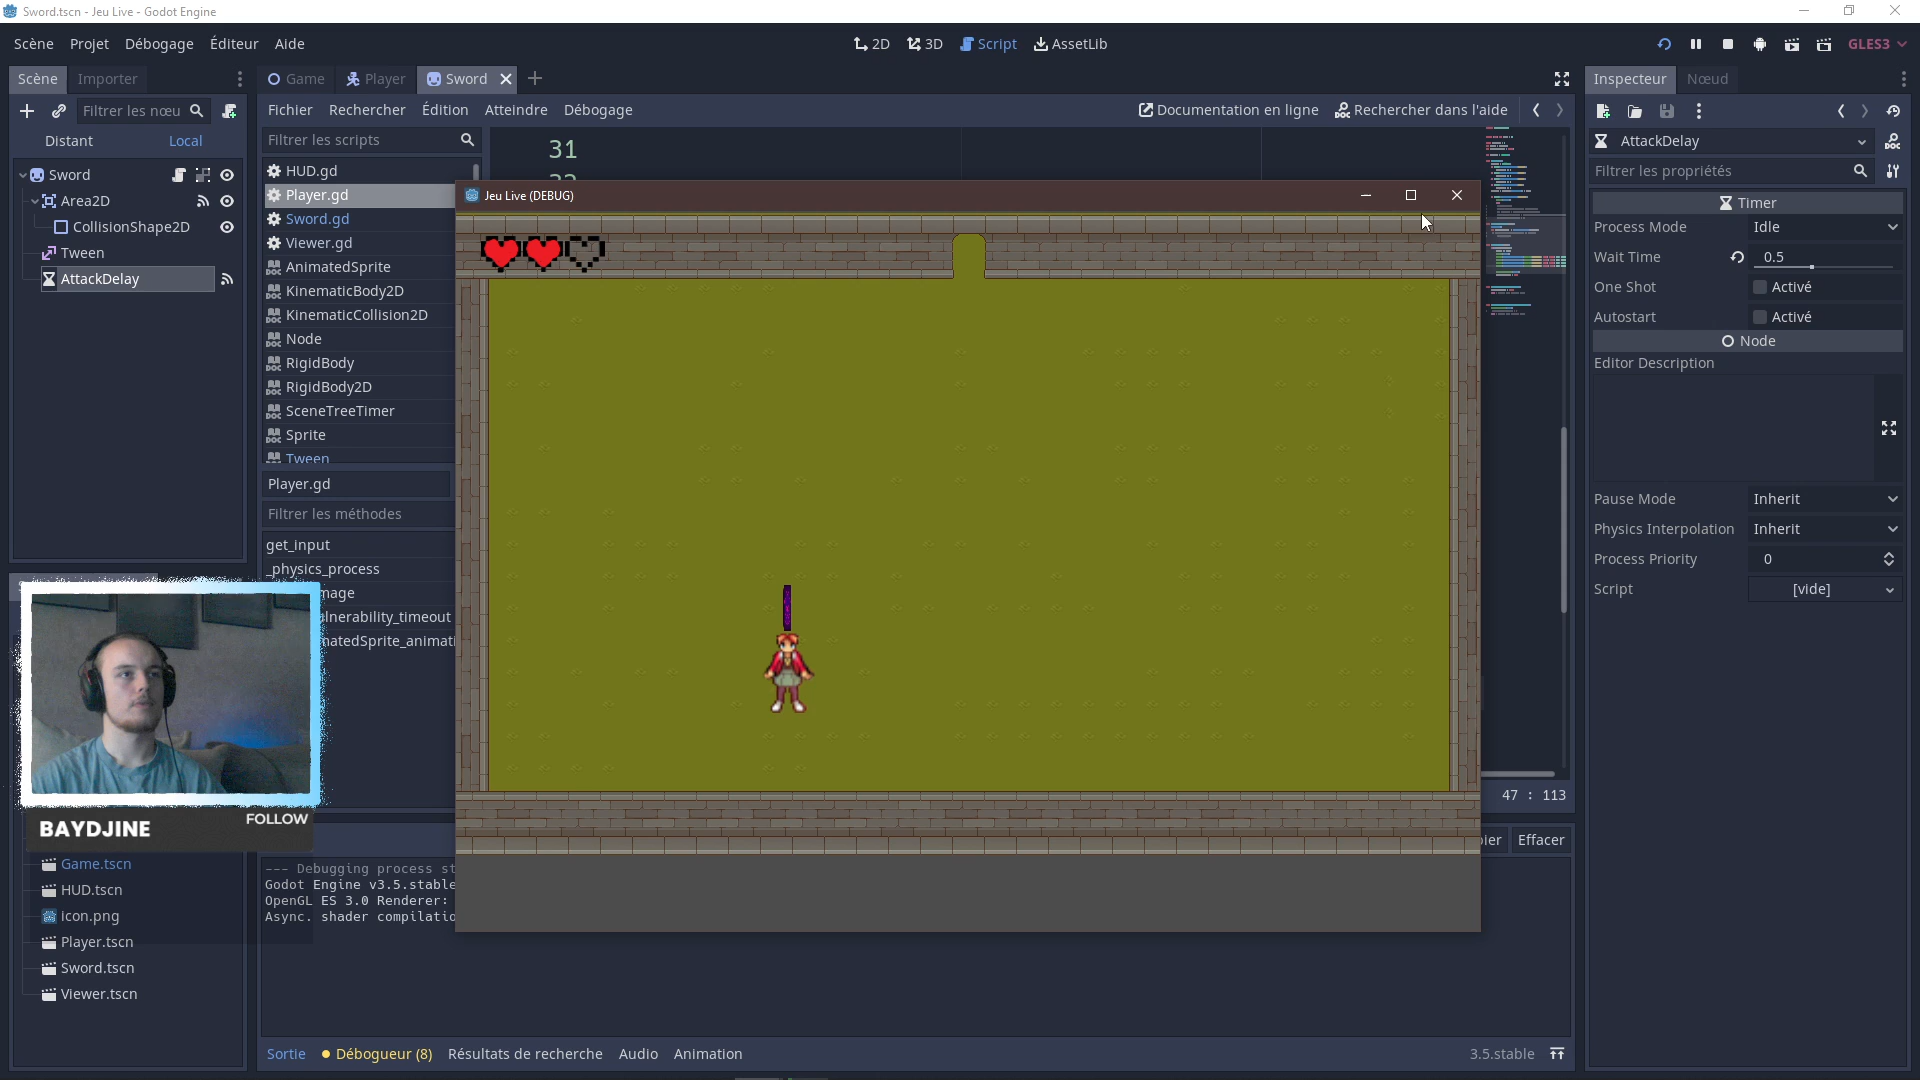 Sword.tscn - Jeu Live - Godot Engine
Scène Projet Débogage Éditeur Aide
2D 3D Script AssetLib
GLES3
Scène Importer
Game Player Sword
Inspecteur Nœud
Filtrer les nœu
Fichier Rechercher Édition Atteindre Débogage
Documentation en ligne Rechercher dans l'aide
Distant Local
Filtrer les scripts
31
AttackDelay
Filtrer les propriétés
Sword
Area2D
CollisionShape2D
Tween
AttackDelay
HUD.gd
Player.gd
Sword.gd
Viewer.gd
AnimatedSprite
KinematicBody2D
KinematicCollision2D
Node
RigidBody
RigidBody2D
SceneTreeTimer
Sprite
Tween
Player.gd
Filtrer les méthodes
get_input
_physics_process
mage
lnerability_timeout
matedSprite_animati
Jeu Live (DEBUG)
Timer
Process Mode Idle
Wait Time 0.5
One Shot Activé
Autostart Activé
Node
Editor Description
Pause Mode Inherit
Physics Interpolation Inherit
Process Priority 0
Script [vide]
47 : 113
ier Effacer
BAYDJINE
FOLLOW
Game.tscn
HUD.tscn
icon.png
Player.tscn
Sword.tscn
Viewer.tscn
--- Debugging process st
Godot Engine v3.5.stable
OpenGL ES 3.0 Renderer:
Async. shader compilatio
Sortie Débogueur (8) Résultats de recherche Audio Animation
3.5.stable